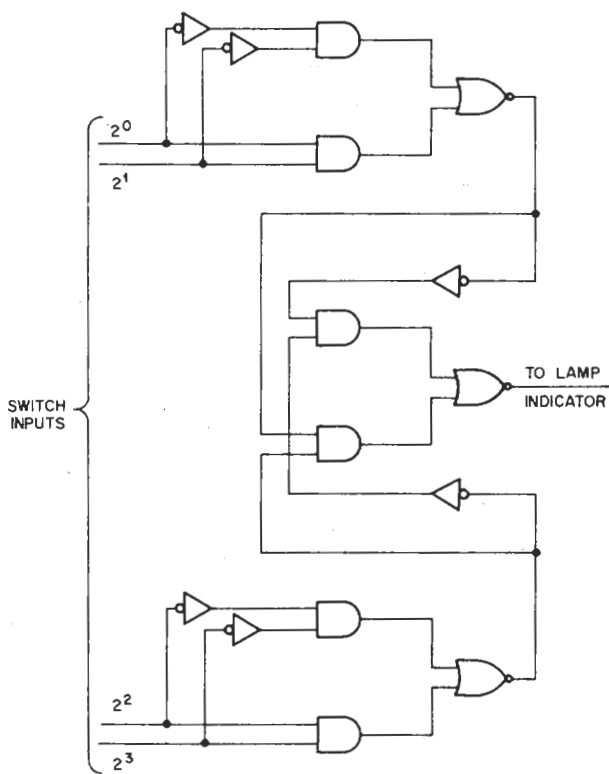 2⁰
2¹
TO LAMP
INDICATOR
SWITCH
INPUTS
2²
2³